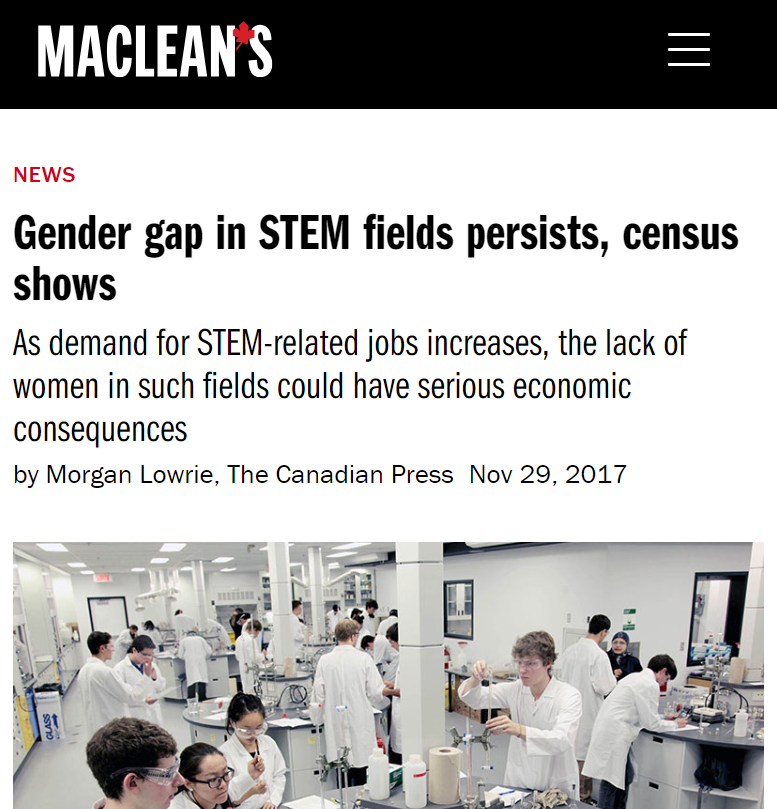 MACLEAN'S
NEWS
Gender gap in STEM fields persists, census
shows
As demand for STEM-related jobs increases, the lack of
women in such fields could have serious economic
consequences
by Morgan Lowrie, The Canadian Press Nov 29, 2017
GLASS